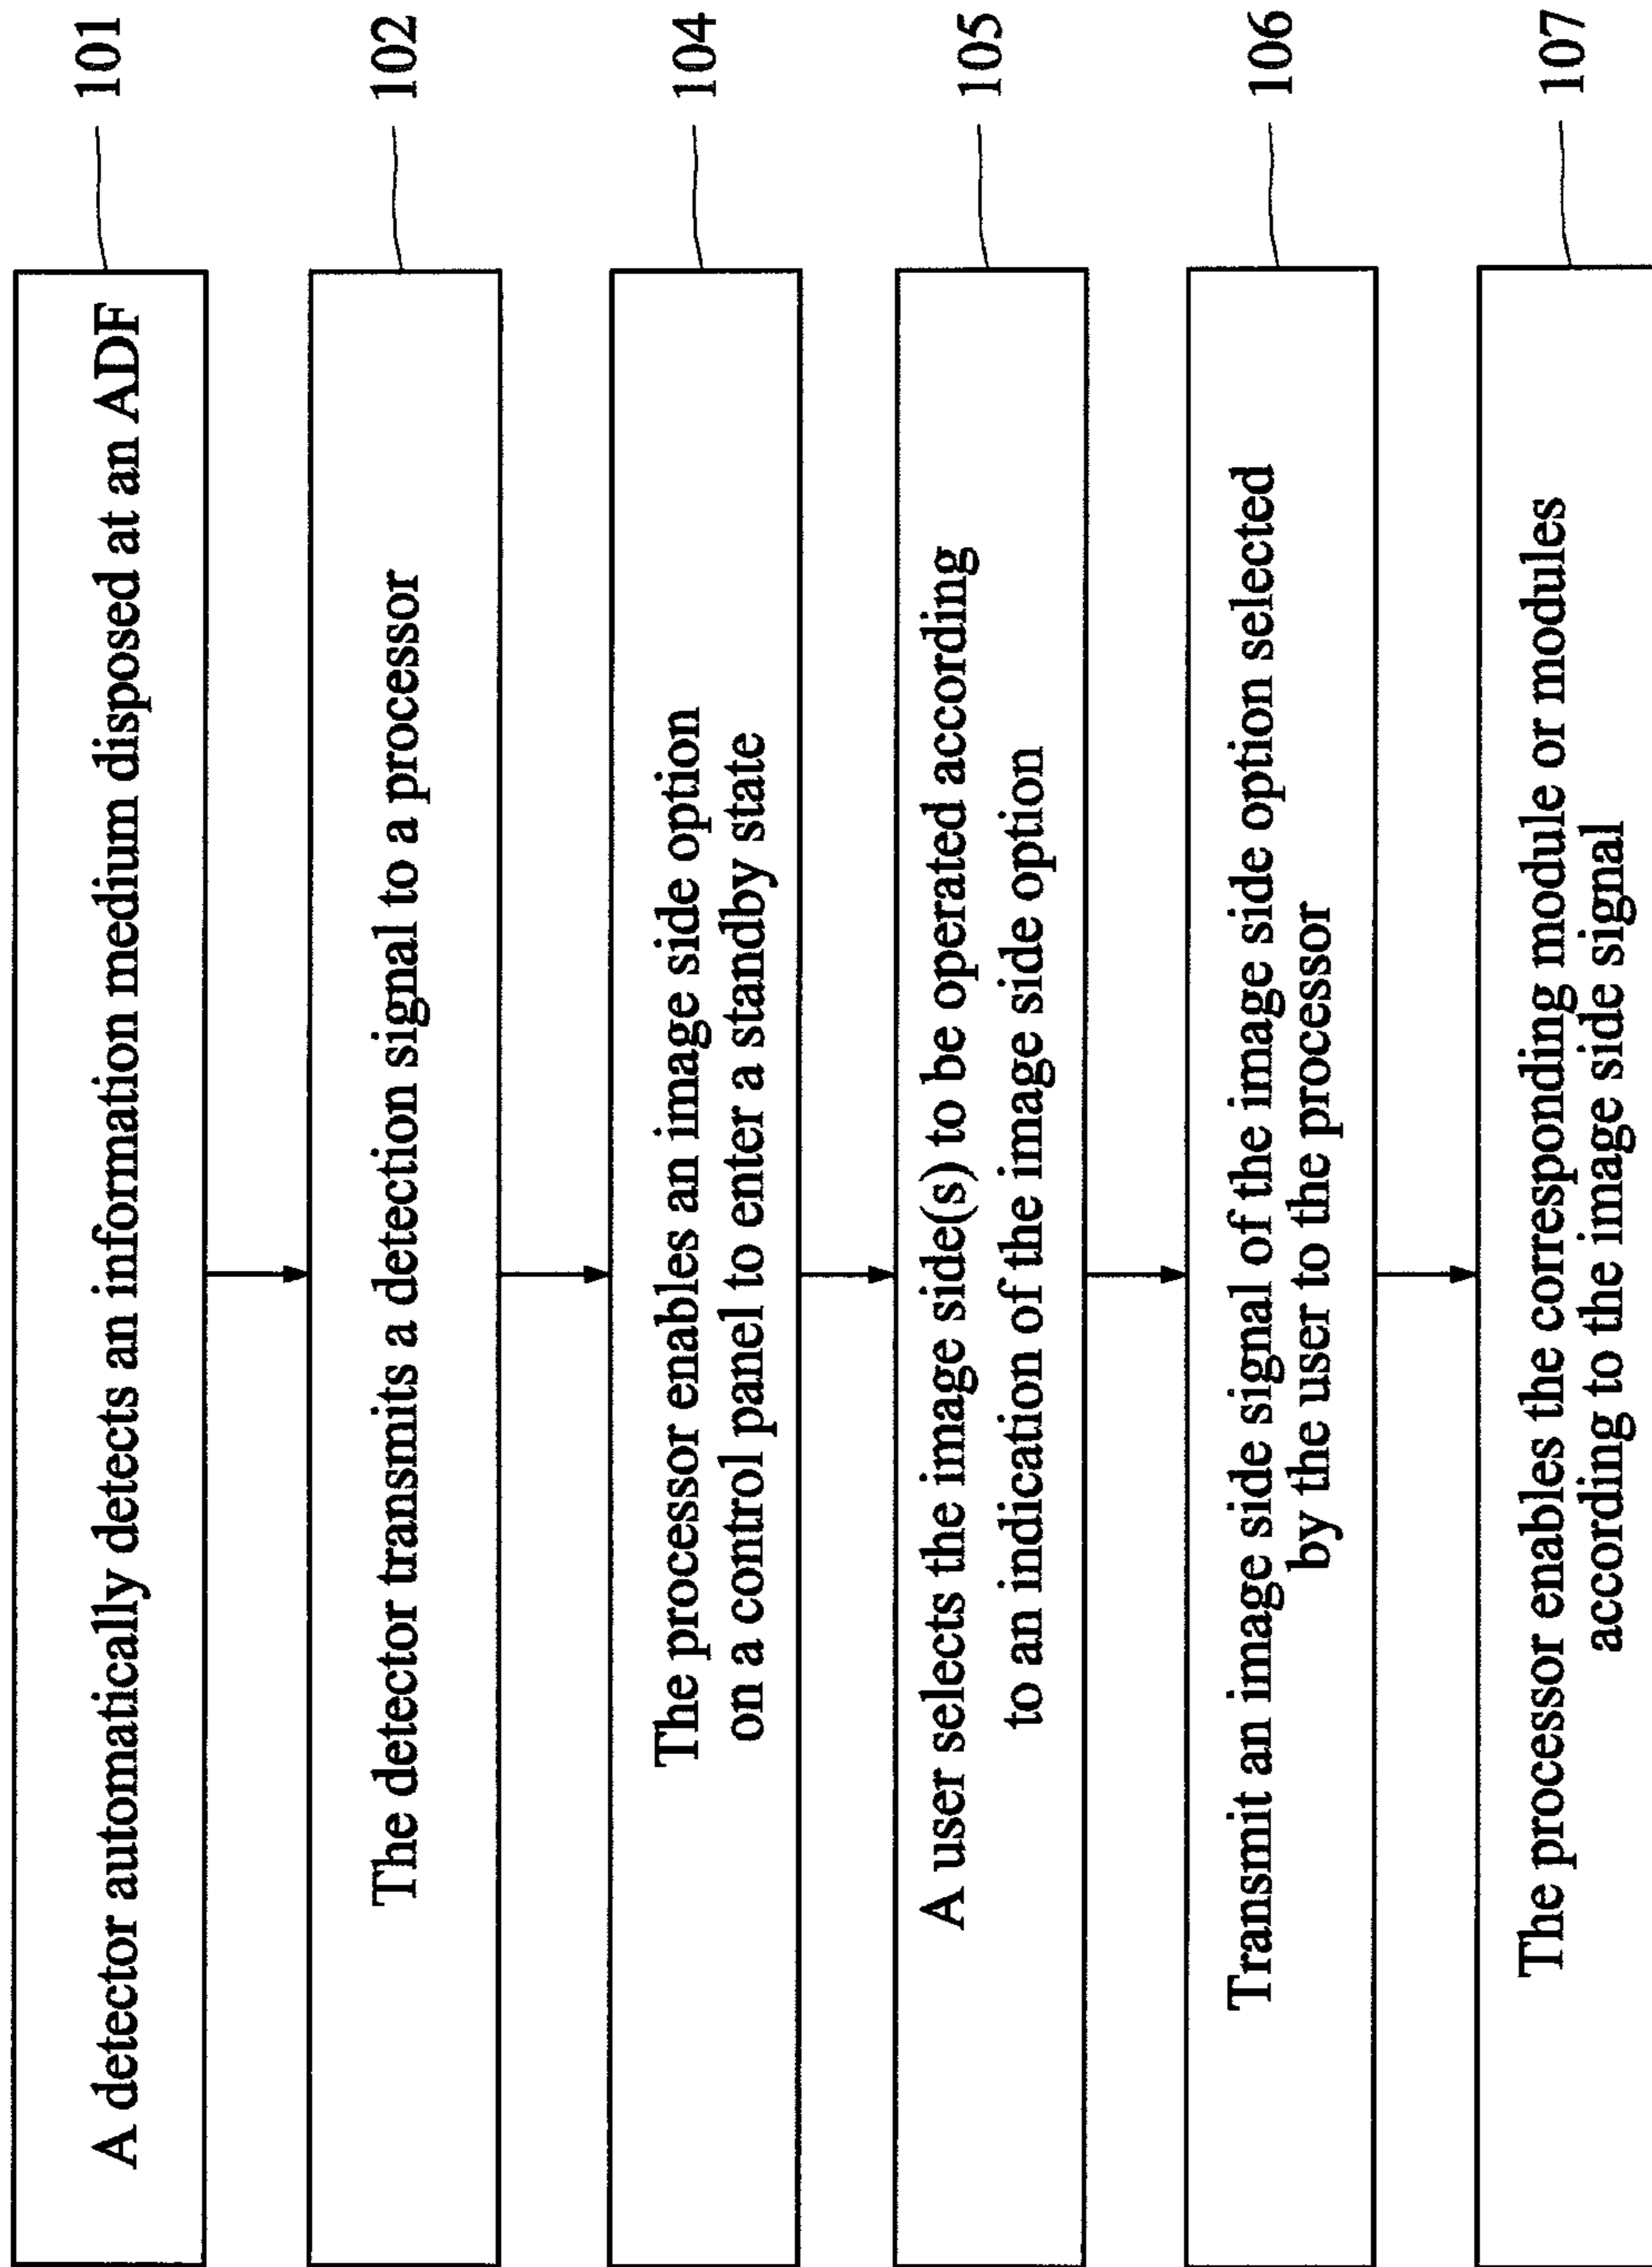 A detector automatically detects an information medium disposed at an ADF
101
The detector transmits a detection signal to a processor
102
The processor enables an image side option
on a control panel to enter a standby state
104
A user selects the image side(s) to be operated according
to an indication of the image side option
105
Transmit an image side signal of the image side option selected
by the user to the processor
106
The processor enables the corresponding module or modules
according to the image side signal
107